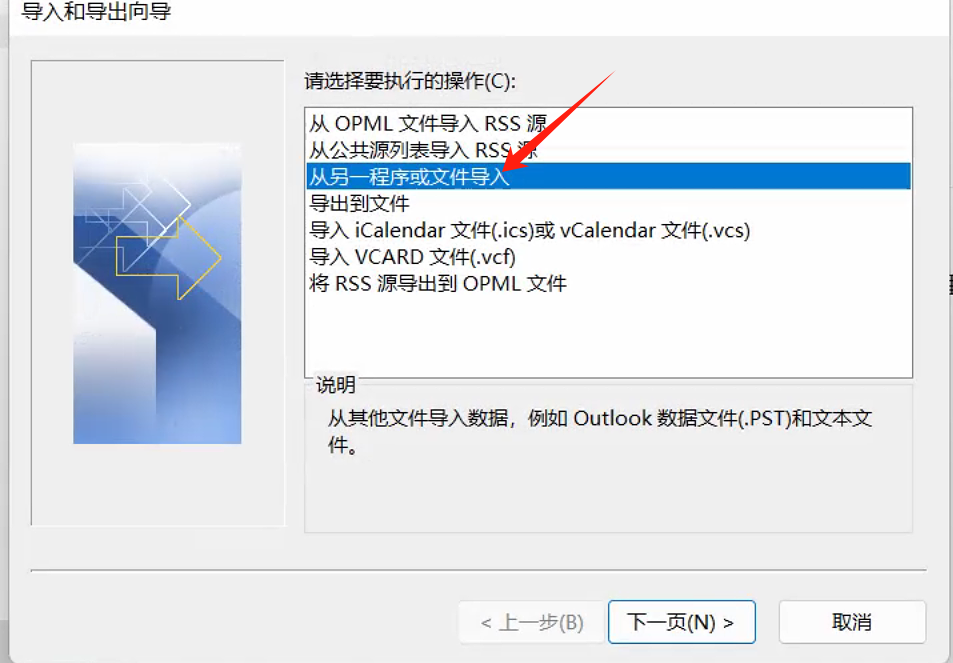 导入和导出向导
请选择要执行的操作(C):
从 OPML 文件导入 RSS 源
从公共源列表导入 RSS 源
从另一程序或文件导入
导出到文件
导入 iCalendar 文件(.ics)或 vCalendar 文件(.vcs)
导入 VCARD 文件(.vcf)
将 RSS 源导出到 OPML 文件
说明
从其他文件导入数据，例如 Outlook 数据文件(.PST)和文本文
件。
< 上一步(B)
下一页(N) >
取消